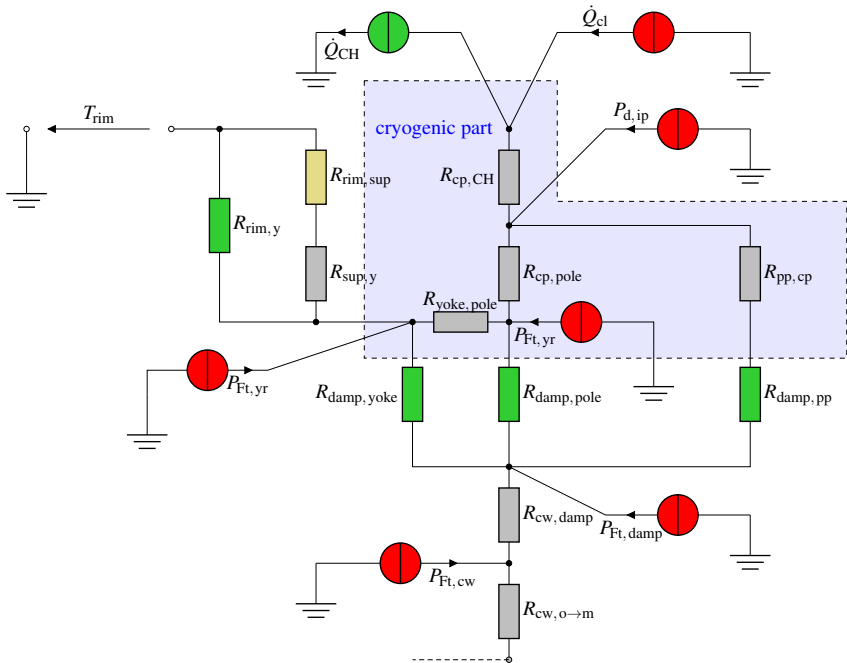 Q̇CH
Q̇cl
Trim
cryogenic part
Pd,ip
Rrim,sup
Rcp,CH
Rrim,y
Rsup,y
Rcp,pole
Rpp,cp
Ryoke,pole
PFt,yr
PFt,yr
Rdamp,yoke
Rdamp,pole
Rdamp,pp
Rcw,damp
PFt,damp
PFt,cw
Rcw,o→m